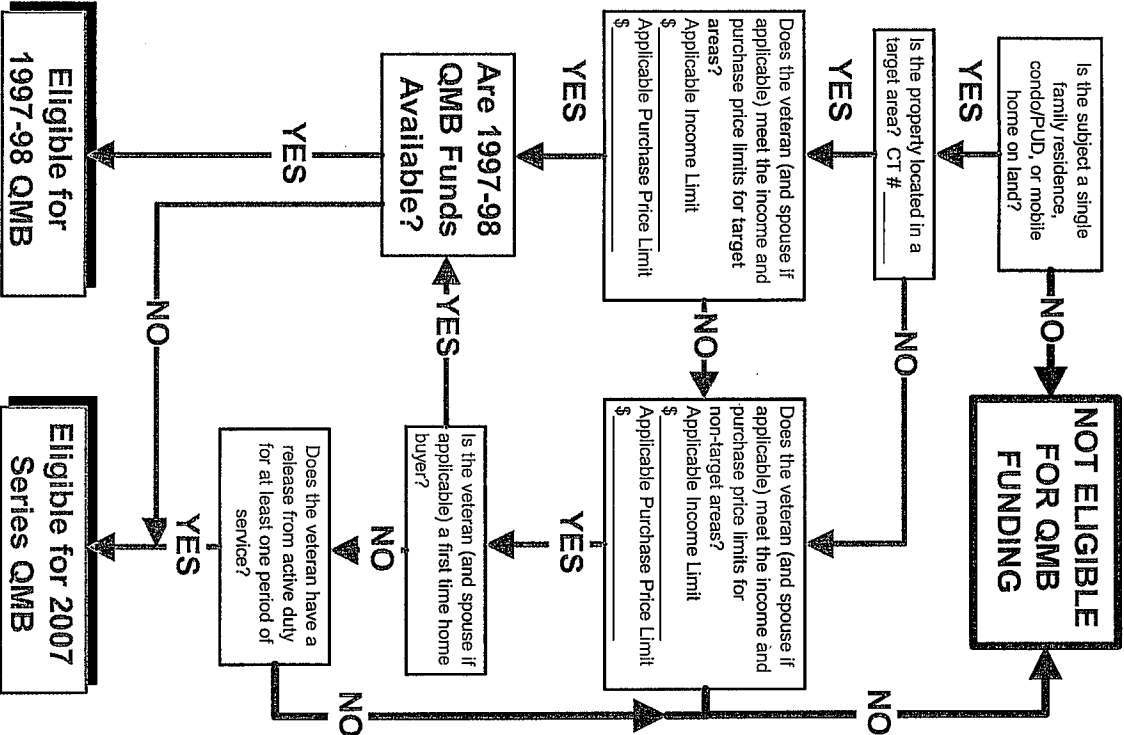 Is the subject a single
family residence,
condo/PUD, or mobile
home on land?
NO
NOT ELIGIBLE
FOR QMB
FUNDING
YES
Is the property located in a
target area? CT # ______
NO
NO
YES
Does the veteran (and spouse if
applicable) meet the income and
purchase price limits for target
areas?
Applicable Income Limit
$ ______
Applicable Purchase Price Limit
$ ______
NO
Does the veteran (and spouse if
applicable) meet the income and
purchase price limits for
non-target areas?
Applicable Income Limit
$ ______
Applicable Purchase Price Limit
$ ______
YES
YES
Are 1997-98
QMB Funds
Available?
YES
Is the veteran (and spouse if
applicable) a first time home
buyer?
NO
Does the veteran have a
release from active duty
for at least one period of
service?
NO
YES
NO
YES
Eligible for
1997-98 QMB
Eligible for 2007
Series QMB